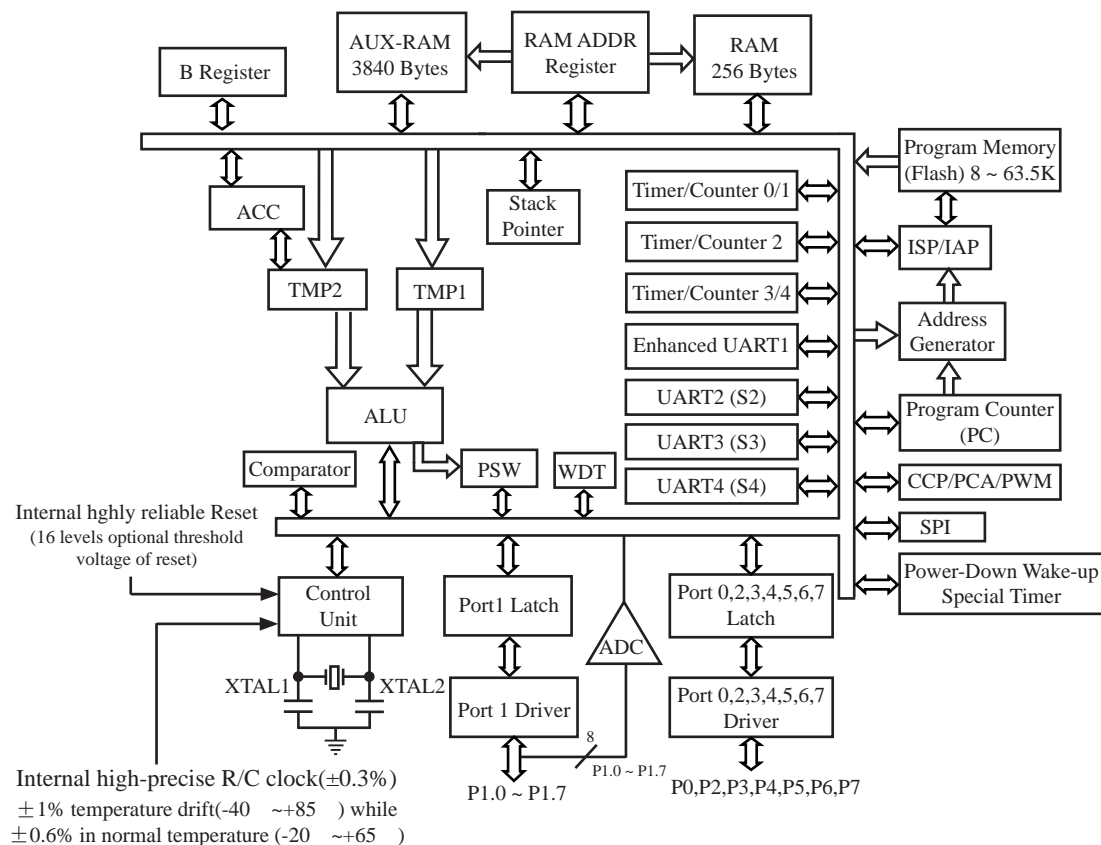 B Register
AUX-RAM
3840 Bytes
RAM ADDR
Register
RAM
256 Bytes
Program Memory
(Flash) 8 ~ 63.5K
ACC
Stack
Pointer
Timer/Counter 0/1
Timer/Counter 2
ISP/IAP
TMP2
TMP1
Timer/Counter 3/4
Address
Generator
Enhanced UART1
ALU
UART2 (S2)
Program Counter
(PC)
UART3 (S3)
Comparator
PSW
WDT
UART4 (S4)
CCP/PCA/PWM
Internal hghly reliable Reset
(16 levels optional threshold
voltage of reset)
SPI
Control
Unit
Port1 Latch
ADC
Port 0,2,3,4,5,6,7
Latch
Power-Down Wake-up
Special Timer
XTAL1
XTAL2
Port 1 Driver
Port 0,2,3,4,5,6,7
Driver
8
P1.0 ~ P1.7
P1.0 ~ P1.7
P0,P2,P3,P4,P5,P6,P7
Internal high-precise R/C clock(±0.3%)
±1% temperature drift(-40 ~+85 ) while
±0.6% in normal temperature (-20 ~+65 )